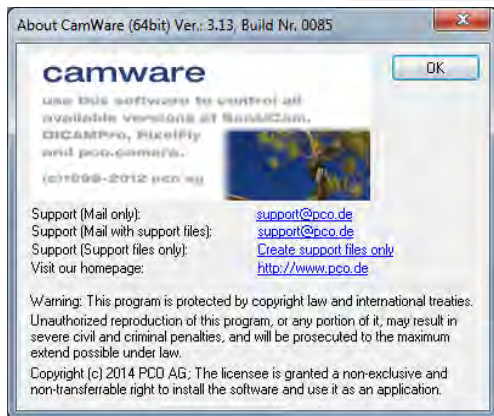 About CamWare (64bit) Ver.: 3.13, Build Nr. 0085
camware
use this software to control all
available versions of SensiCam,
DICAMPro, PixelFly
and pco.camera.
(c)1998-2012 pco ag
OK
Support (Mail only): support@pco.de
Support (Mail with support files): support@pco.de
Support (Support files only): Create support files only
Visit our homepage: http://www.pco.de
Warning: This program is protected by copyright law and international treaties.
Unauthorized reproduction of this program, or any portion of it, may result in
severe civil and criminal penalties, and will be prosecuted to the maximum
extend possible under law.
Copyright (c) 2014 PCO AG; The licensee is granted a non-exclusive and
non-transferrable right to install the software and use it as an application.